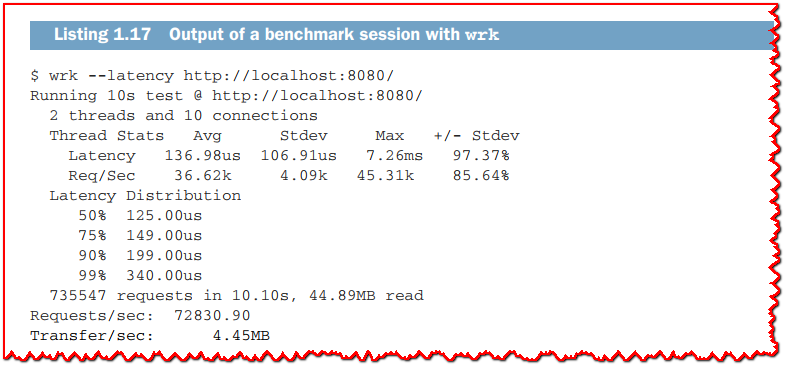 Listing 1.17 Output of a benchmark session with wrk
$ wrk --latency http://localhost:8080/
Running 10s test @ http://localhost:8080/
  2 threads and 10 connections
  Thread Stats   Avg      Stdev     Max   +/- Stdev
    Latency   136.98us  106.91us   7.26ms   97.37%
    Req/Sec    36.62k     4.09k   45.31k    85.64%
  Latency Distribution
     50%  125.00us
     75%  149.00us
     90%  199.00us
     99%  340.00us
  735547 requests in 10.10s, 44.89MB read
Requests/sec:  72830.90
Transfer/sec:      4.45MB